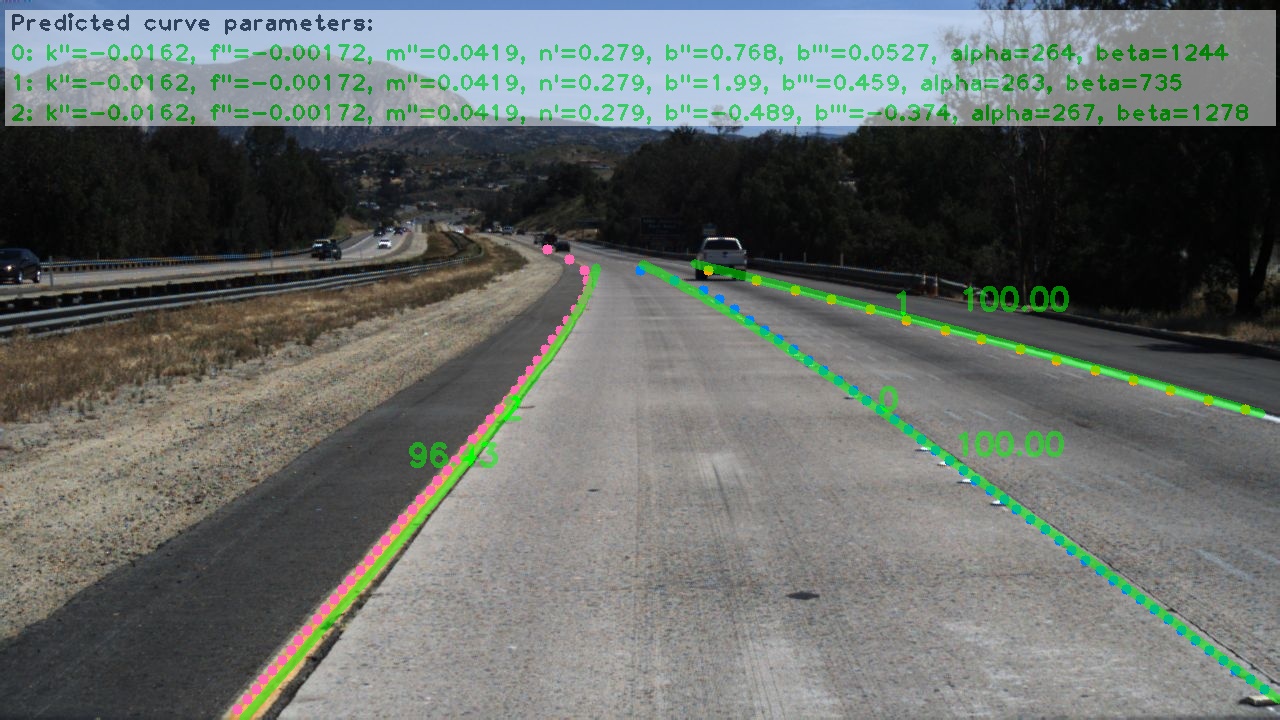 Predicted curve parameters:
0: k''=-0.0162, f''=-0.00172, m''=0.0419, n'=0.279, b''=0.768, b'''=0.0527, alpha=264, beta=1244
1: k''=-0.0162, f''=-0.00172, m''=0.0419, n'=0.279, b''=1.99, b'''=0.459, alpha=263, beta=735
2: k''=-0.0162, f''=-0.00172, m''=0.0419, n'=0.279, b''=-0.489, b'''=-0.374, alpha=267, beta=1278
1 100.00
0
100.00
2
96.43